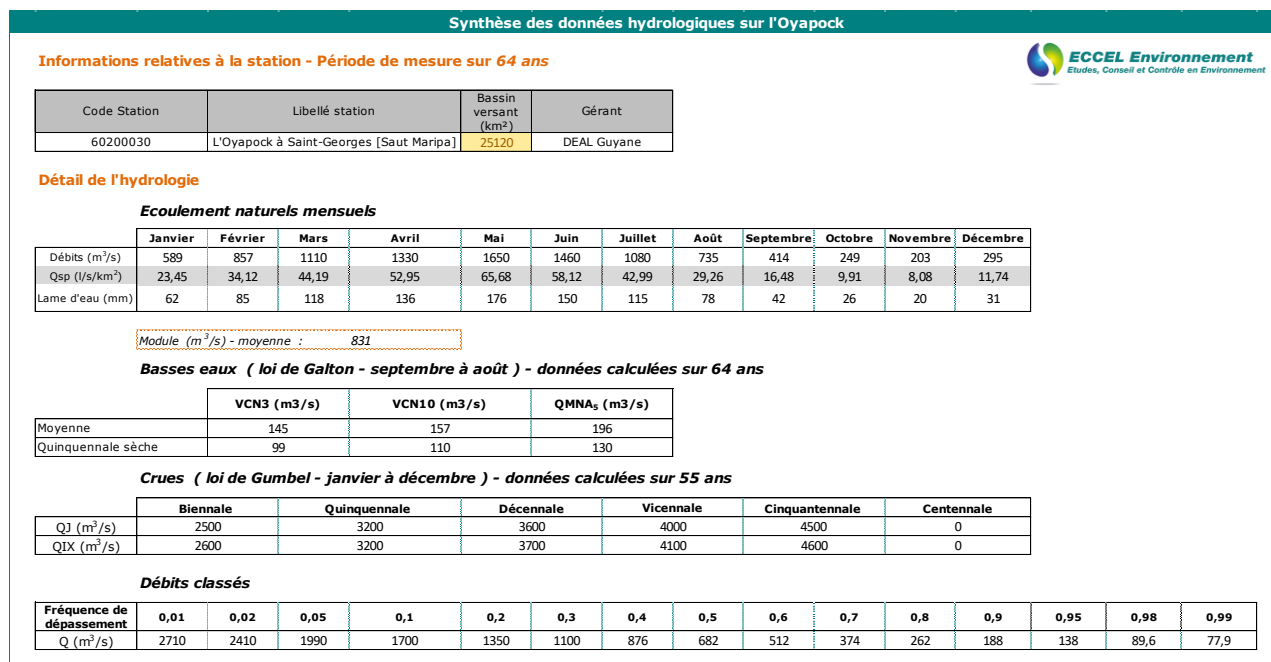 Synthèse des données hydrologiques sur l'Oyapock
Informations relatives à la station - Période de mesure sur 64 ans
ECCEL Environnement
Etudes, Conseil et Contrôle en Environnement
Code Station Libellé station Bassin versant (km²) Gérant
60200030 L'Oyapock à Saint-Georges [Saut Maripa] 25120 DEAL Guyane
Détail de l'hydrologie
Ecoulement naturels mensuels
Janvier Février Mars Avril Mai Juin Juillet Août Septembre Octobre Novembre Décembre
Débits (m³/s) 589 857 1110 1330 1650 1460 1080 735 414 249 203 295
Qsp (l/s/km²) 23,45 34,12 44,19 52,95 65,68 58,12 42,99 29,26 16,48 9,91 8,08 11,74
Lame d'eau (mm) 62 85 118 136 176 150 115 78 42 26 20 31
Module (m³/s) - moyenne : 831
Basses eaux ( loi de Galton - septembre à août ) - données calculées sur 64 ans
VCN3 (m3/s) VCN10 (m3/s) QMNA₅ (m3/s)
Moyenne 145 157 196
Quinquennale sèche 99 110 130
Crues ( loi de Gumbel - janvier à décembre ) - données calculées sur 55 ans
Biennale Quinquennale Décennale Vicennale Cinquantennale Centennale
QJ (m³/s) 2500 3200 3600 4000 4500 0
QIX (m³/s) 2600 3200 3700 4100 4600 0
Débits classés
Fréquence de dépassement 0,01 0,02 0,05 0,1 0,2 0,3 0,4 0,5 0,6 0,7 0,8 0,9 0,95 0,98 0,99
Q (m³/s) 2710 2410 1990 1700 1350 1100 876 682 512 374 262 188 138 89,6 77,9